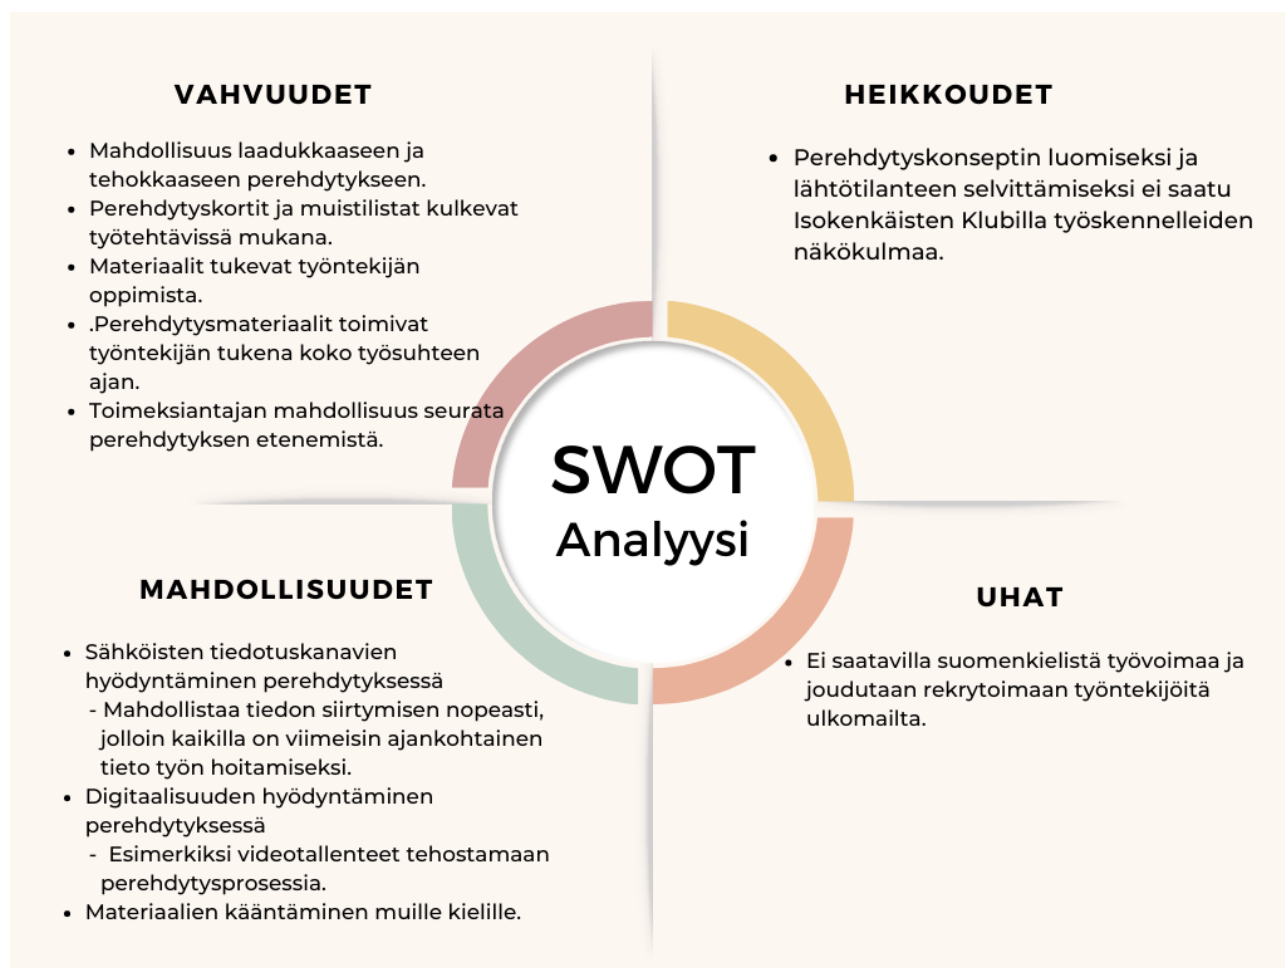 VAHVUUDET
• Mahdollisuus laadukkaaseen ja
tehokkaaseen perehdytykseen.
• Perehdytyskortit ja muistilistat kulkevat
työtehtävissä mukana.
• Materiaalit tukevat työntekijän
oppimista.
• .Perehdytysmateriaalit toimivat
työntekijän tukena koko työsuhteen
ajan.
• Toimeksiantajan mahdollisuus seurata
perehdytyksen etenemistä.
HEIKKOUDET
• Perehdytyskonseptin luomiseksi ja
lähtötilanteen selvittämiseksi ei saatu
Isokenkäisten Klubilla työskennelleiden
näkökulmaa.
SWOT
Analyysi
MAHDOLLISUUDET
• Sähköisten tiedotuskanavien
hyödyntäminen perehdytyksessä
- Mahdollistaa tiedon siirtymisen nopeasti,
jolloin kaikilla on viimeisin ajankohtainen
tieto työn hoitamiseksi.
• Digitaalisuuden hyödyntäminen
perehdytyksessä
- Esimerkiksi videotallenteet tehostamaan
perehdytysprosessia.
• Materiaalien kääntäminen muille kielille.
UHAT
• Ei saatavilla suomenkielistä työvoimaa ja
joudutaan rekrytoimaan työntekijöitä
ulkomailta.